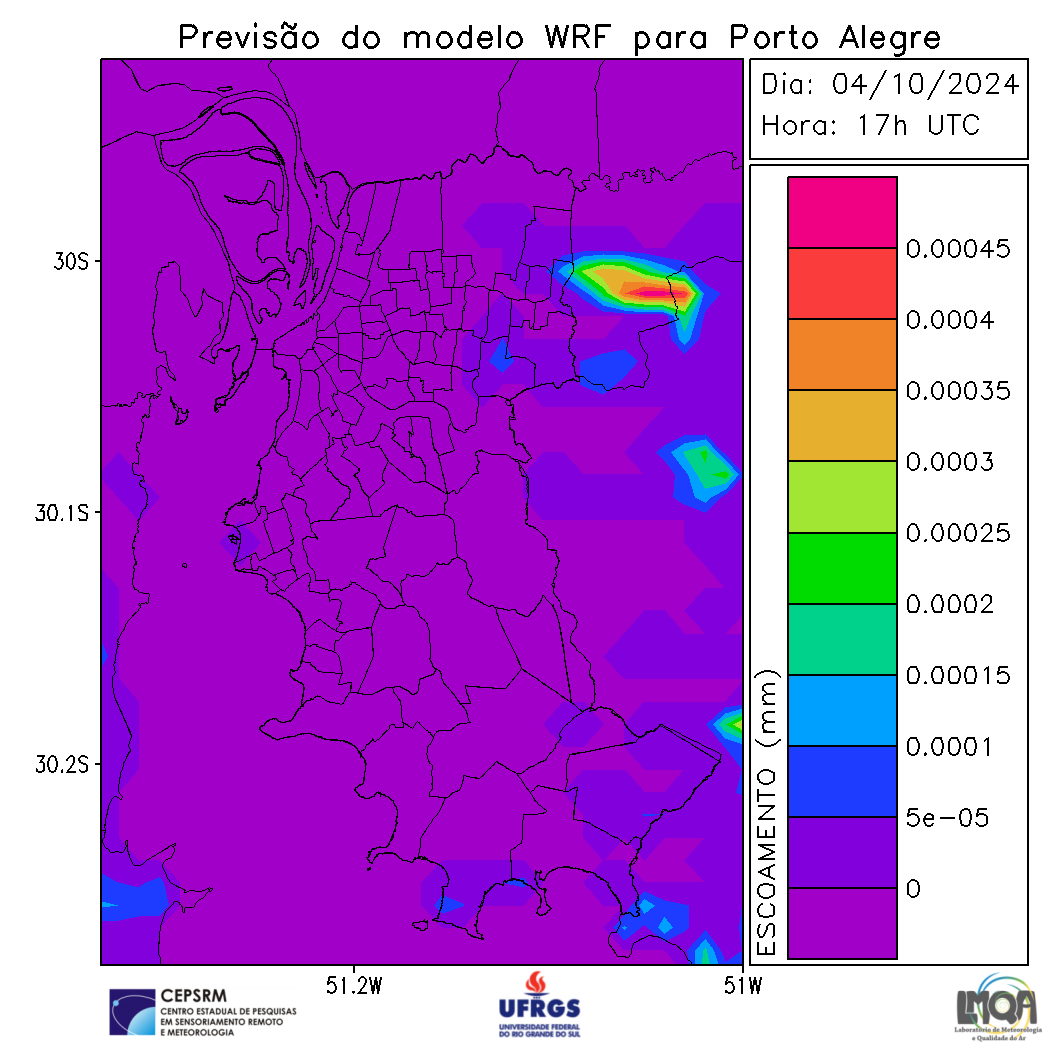 Previsão do modelo WRF para Porto Alegre
Dia: 04/10/2024
Hora: 17h UTC
30S
30.1S
30.2S
51.2W
51W
ESCOAMENTO (mm)
0.00045
0.0004
0.00035
0.0003
0.00025
0.0002
0.00015
0.0001
5e-05
0
CEPSRM
CENTRO ESTADUAL DE PESQUISAS
EM SENSORIAMENTO REMOTO
E METEOROLOGIA
UFRGS
UNIVERSIDADE FEDERAL
DO RIO GRANDE DO SUL
LMQA
Laboratório de Meteorologia
e Qualidade do Ar